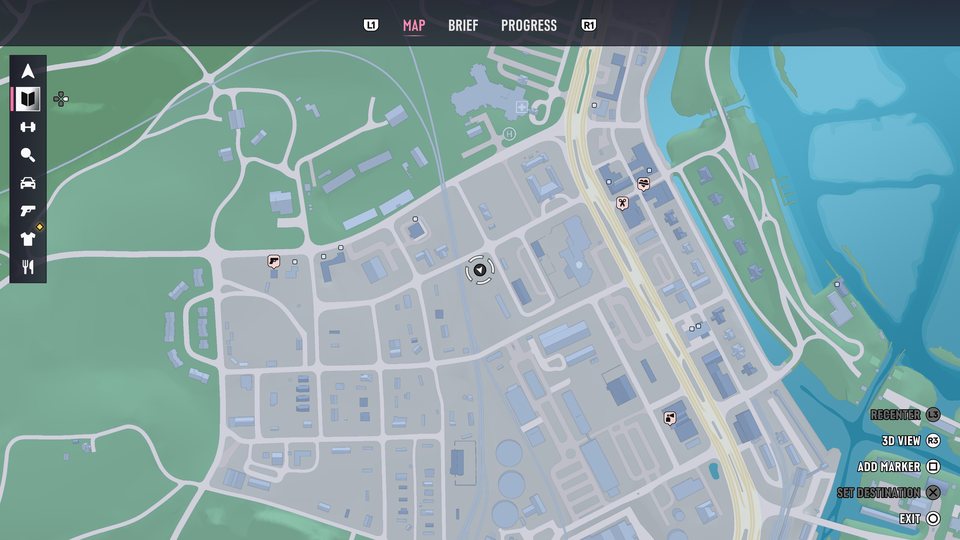 L1 MAP BRIEF PROGRESS R1
H
RECENTER L3
3D VIEW R3
ADD MARKER
SET DESTINATION
EXIT